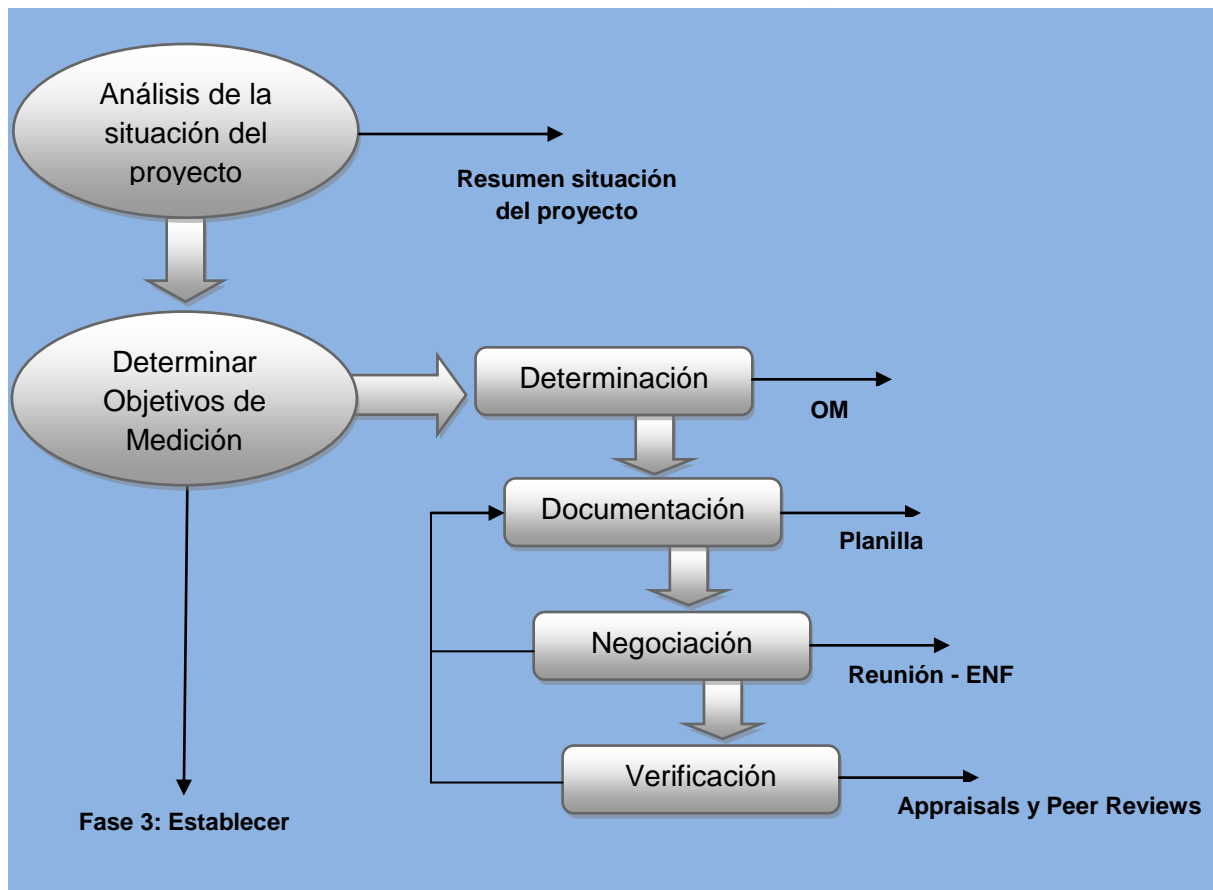 Análisis de la
situación del
proyecto
Resumen situación
del proyecto
Determinar
Objetivos de
Medición
Determinación
OM
Documentación
Planilla
Negociación
Reunión - ENF
Verificación
Appraisals y Peer Reviews
Fase 3: Establecer